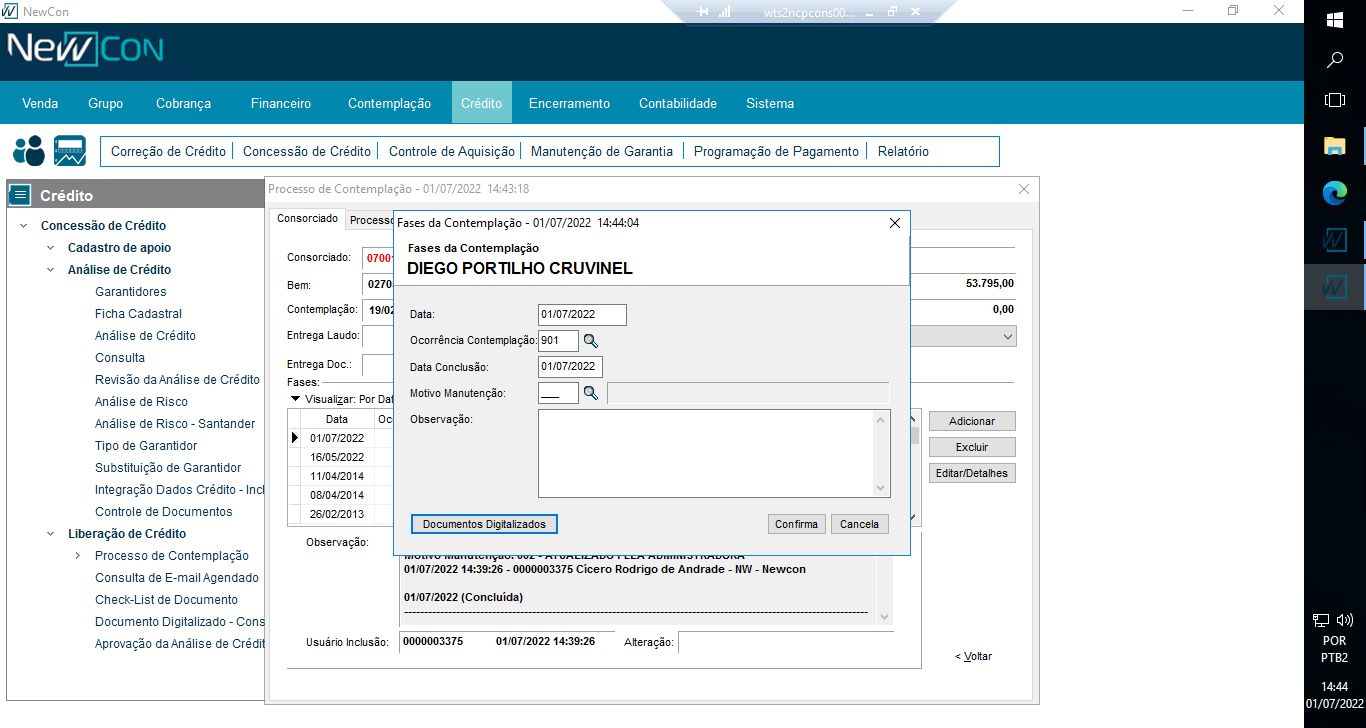 NewCon
wts2ncpcons00...
NEWCON
Venda Grupo Cobrança Financeiro Contemplação Crédito Encerramento Contabilidade Sistema
Correção de Crédito Concessão de Crédito Controle de Aquisição Manutenção de Garantia Programação de Pagamento Relatório
Crédito
Concessão de Crédito
Cadastro de apoio
Análise de Crédito
Garantidores
Ficha Cadastral
Análise de Crédito
Consulta
Revisão da Análise de Crédito
Análise de Risco
Análise de Risco - Santander
Tipo de Garantidor
Substituição de Garantidor
Integração Dados Crédito - Incl
Controle de Documentos
Liberação de Crédito
Processo de Contemplação
Consulta de E-mail Agendado
Check-List de Documento
Documento Digitalizado - Cons
Aprovação da Análise de Crédit
Processo de Contemplação - 01/07/2022 14:43:18
Consorciado Processo
Consorciado: 07001
Bem: 0270 53.795,00
Contemplação: 19/02 0,00
Entrega Laudo:
Entrega Doc.:
Fases:
Visualizar: Por Dat
Data Oc
01/07/2022
16/05/2022
11/04/2014
08/04/2014
26/02/2013
Adicionar
Excluir
Editar/Detalhes
Fases da Contemplação - 01/07/2022 14:44:04
Fases da Contemplação
DIEGO PORTILHO CRUVINEL
Data: 01/07/2022
Ocorrência Contemplação: 901
Data Conclusão: 01/07/2022
Motivo Manutenção: ___
Observação:
Documentos Digitalizados Confirma Cancela
Observação:
Motivo Manutenção: 002 - ATUALIZADO PELA ADMINISTRADORA
01/07/2022 14:39:26 - 0000003375 Cícero Rodrigo de Andrade - NW - Newcon
01/07/2022 (Concluída)
Usuário Inclusão: 0000003375 01/07/2022 14:39:26 Alteração:
< Voltar
POR
PTB2
14:44
01/07/2022